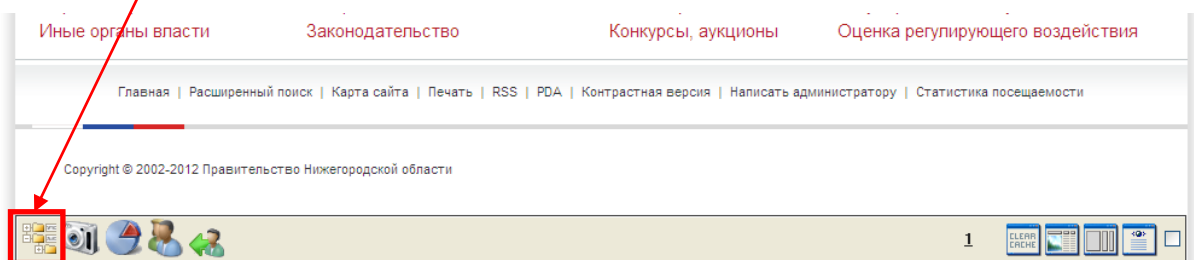 Иные органы власти Законодательство Конкурсы, аукционы Оценка регулирующего воздействия
Главная | Расширенный поиск | Карта сайта | Печать | RSS | PDA | Контрастная версия | Написать администратору | Статистика посещаемости
Copyright © 2002-2012 Правительство Нижегородской области
1 CLEAR CACHE